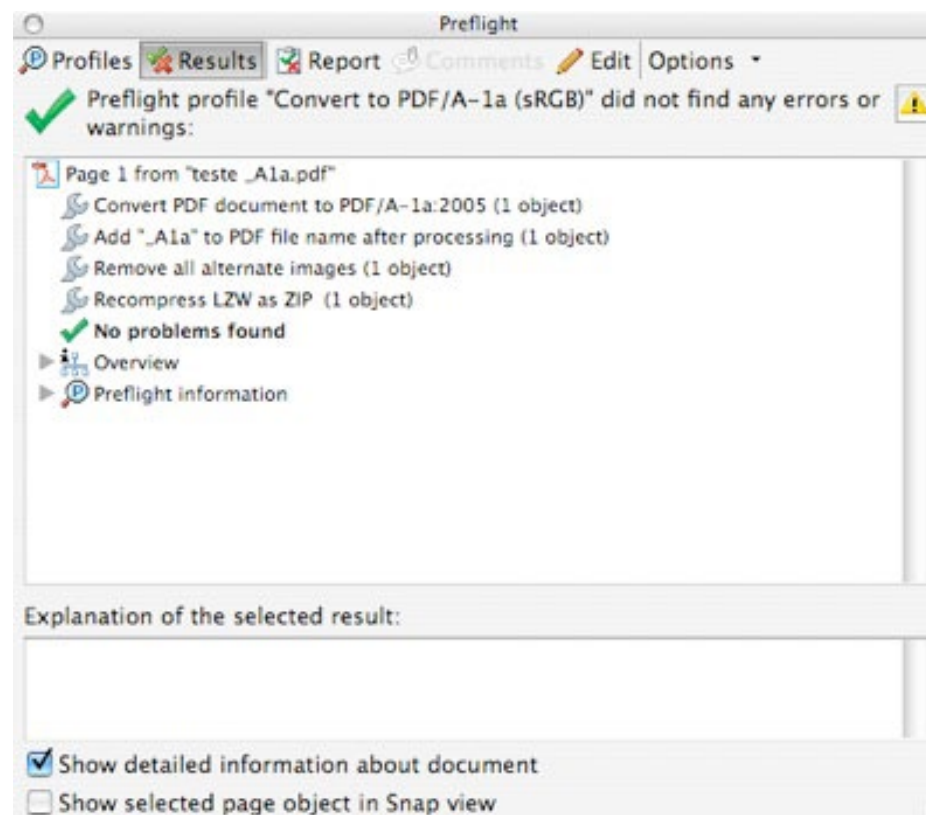 Preflight
Profiles Results Report Comments Edit Options
Preflight profile "Convert to PDF/A-1a (sRGB)" did not find any errors or
warnings:
Page 1 from "teste _A1a.pdf"
Convert PDF document to PDF/A-1a:2005 (1 object)
Add "_A1a" to PDF file name after processing (1 object)
Remove all alternate images (1 object)
Recompress LZW as ZIP (1 object)
No problems found
Overview
Preflight information
Explanation of the selected result:
Show detailed information about document
Show selected page object in Snap view